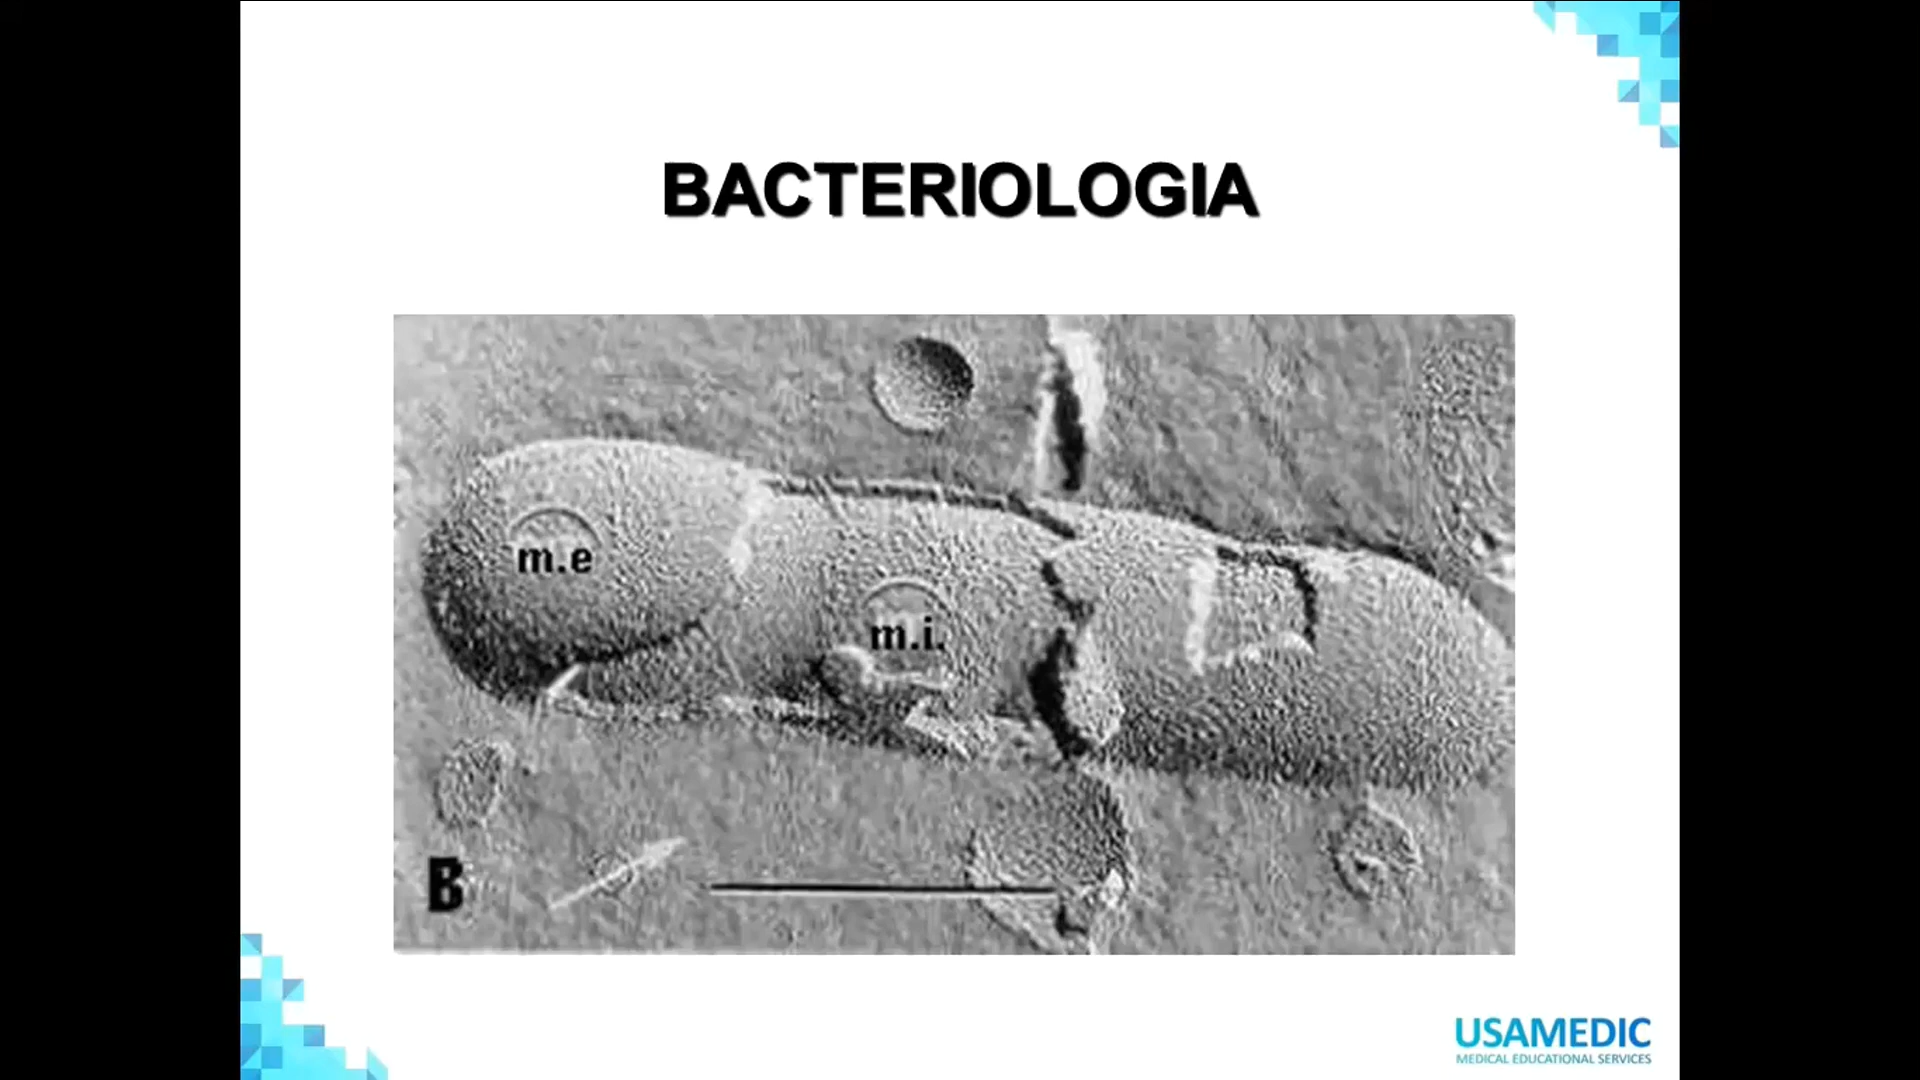 BACTERIOLOGIA
m.e
m.i.
B
USAMEDIC
MEDICAL EDUCATIONAL SERVICES